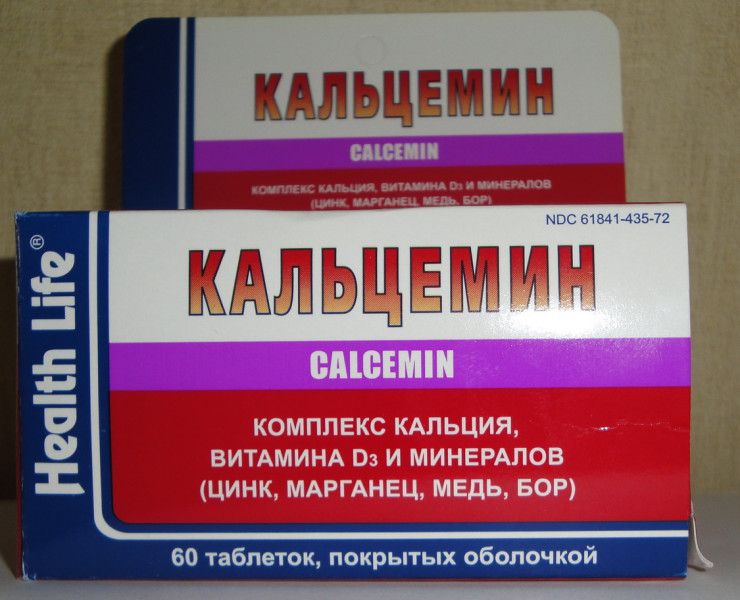 КАЛЬЦЕМИН
CALCEMIN
КОМПЛЕКС КАЛЬЦИЯ, ВИТАМИНА D3 И МИНЕРАЛОВ
(ЦИНК, МАРГАНЕЦ, МЕДЬ, БОР)
NDC 61841-435-72
Health Life®
КАЛЬЦЕМИН
CALCEMIN
КОМПЛЕКС КАЛЬЦИЯ,
ВИТАМИНА D3 И МИНЕРАЛОВ
(ЦИНК, МАРГАНЕЦ, МЕДЬ, БОР)
60 таблеток, покрытых оболочкой